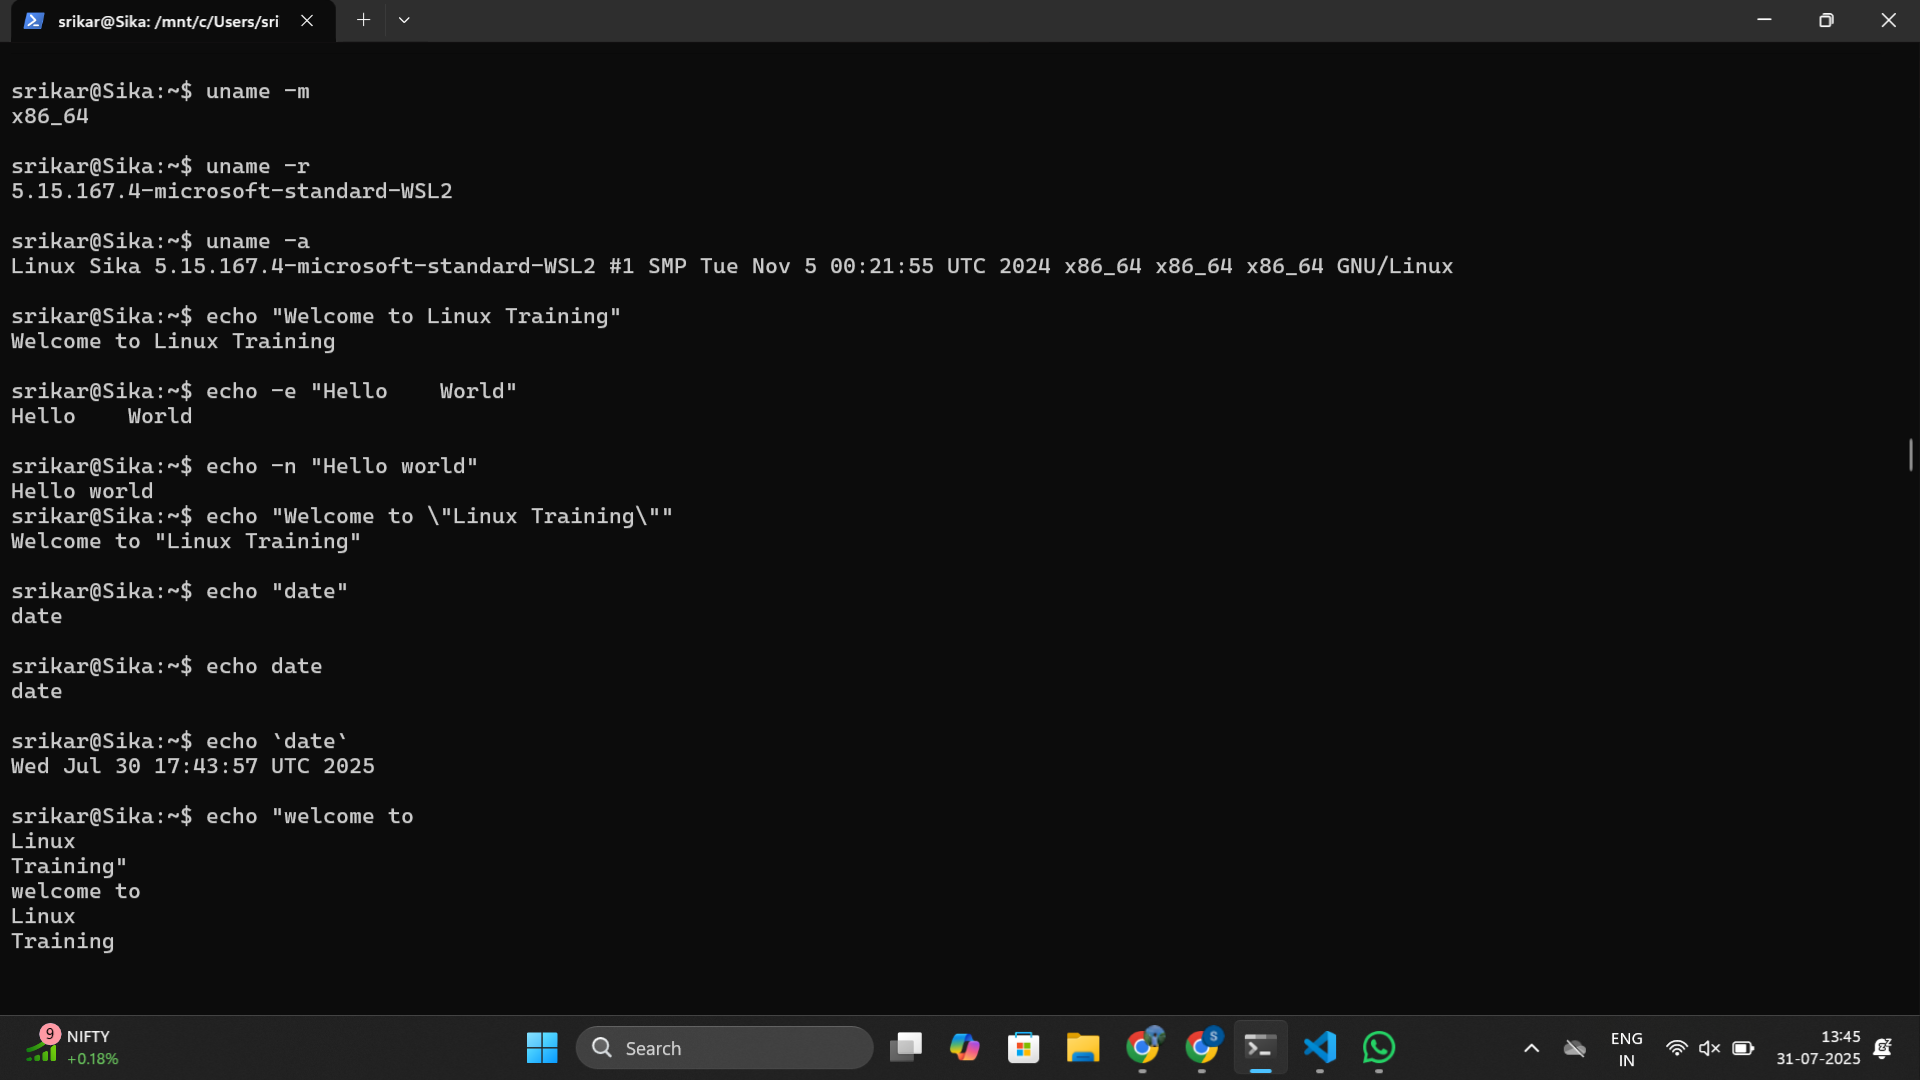 srikar@Sika: /mnt/c/Users/sri
srikar@Sika:~$ uname -m
x86_64
srikar@Sika:~$ uname -r
5.15.167.4-microsoft-standard-WSL2
srikar@Sika:~$ uname -a
Linux Sika 5.15.167.4-microsoft-standard-WSL2 #1 SMP Tue Nov 5 00:21:55 UTC 2024 x86_64 x86_64 x86_64 GNU/Linux
srikar@Sika:~$ echo "Welcome to Linux Training"
Welcome to Linux Training
srikar@Sika:~$ echo -e "Hello    World"
Hello    World
srikar@Sika:~$ echo -n "Hello world"
Hello world
srikar@Sika:~$ echo "Welcome to \"Linux Training\""
Welcome to "Linux Training"
srikar@Sika:~$ echo "date"
date
srikar@Sika:~$ echo date
date
srikar@Sika:~$ echo `date`
Wed Jul 30 17:43:57 UTC 2025
srikar@Sika:~$ echo "welcome to
Linux
Training"
welcome to
Linux
Training
9
NIFTY
+0.18%
Search
S
ENG
IN
13:45
31-07-2025